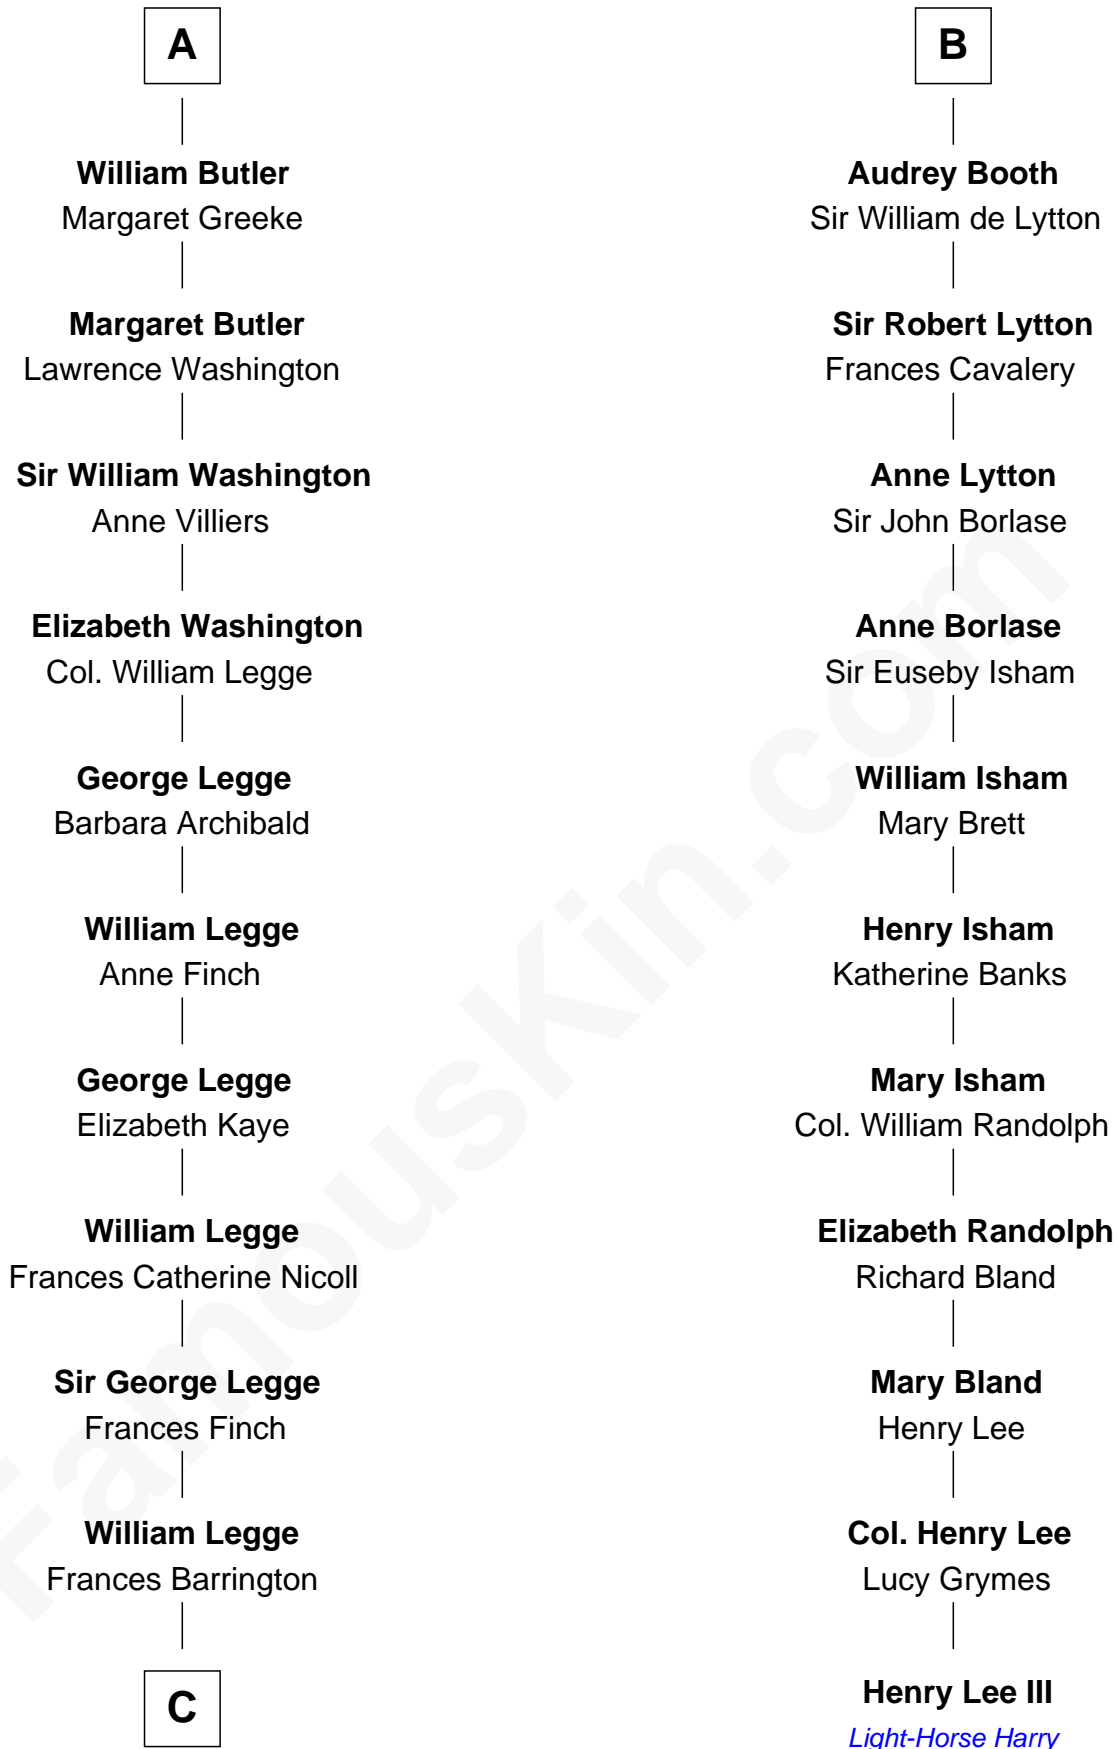 A
William Butler
Margaret Greeke
Margaret Butler
Lawrence Washington
Sir William Washington
Anne Villiers
Elizabeth Washington
Col. William Legge
George Legge
Barbara Archibald
William Legge
Anne Finch
George Legge
Elizabeth Kaye
William Legge
Frances Catherine Nicoll
Sir George Legge
Frances Finch
William Legge
Frances Barrington
C
B
Audrey Booth
Sir William de Lytton
Sir Robert Lytton
Frances Cavalery
Anne Lytton
Sir John Borlase
Anne Borlase
Sir Euseby Isham
William Isham
Mary Brett
Henry Isham
Katherine Banks
Mary Isham
Col. William Randolph
Elizabeth Randolph
Richard Bland
Mary Bland
Henry Lee
Col. Henry Lee
Lucy Grymes
Henry Lee III
Light-Horse Harry
FamousKin.com